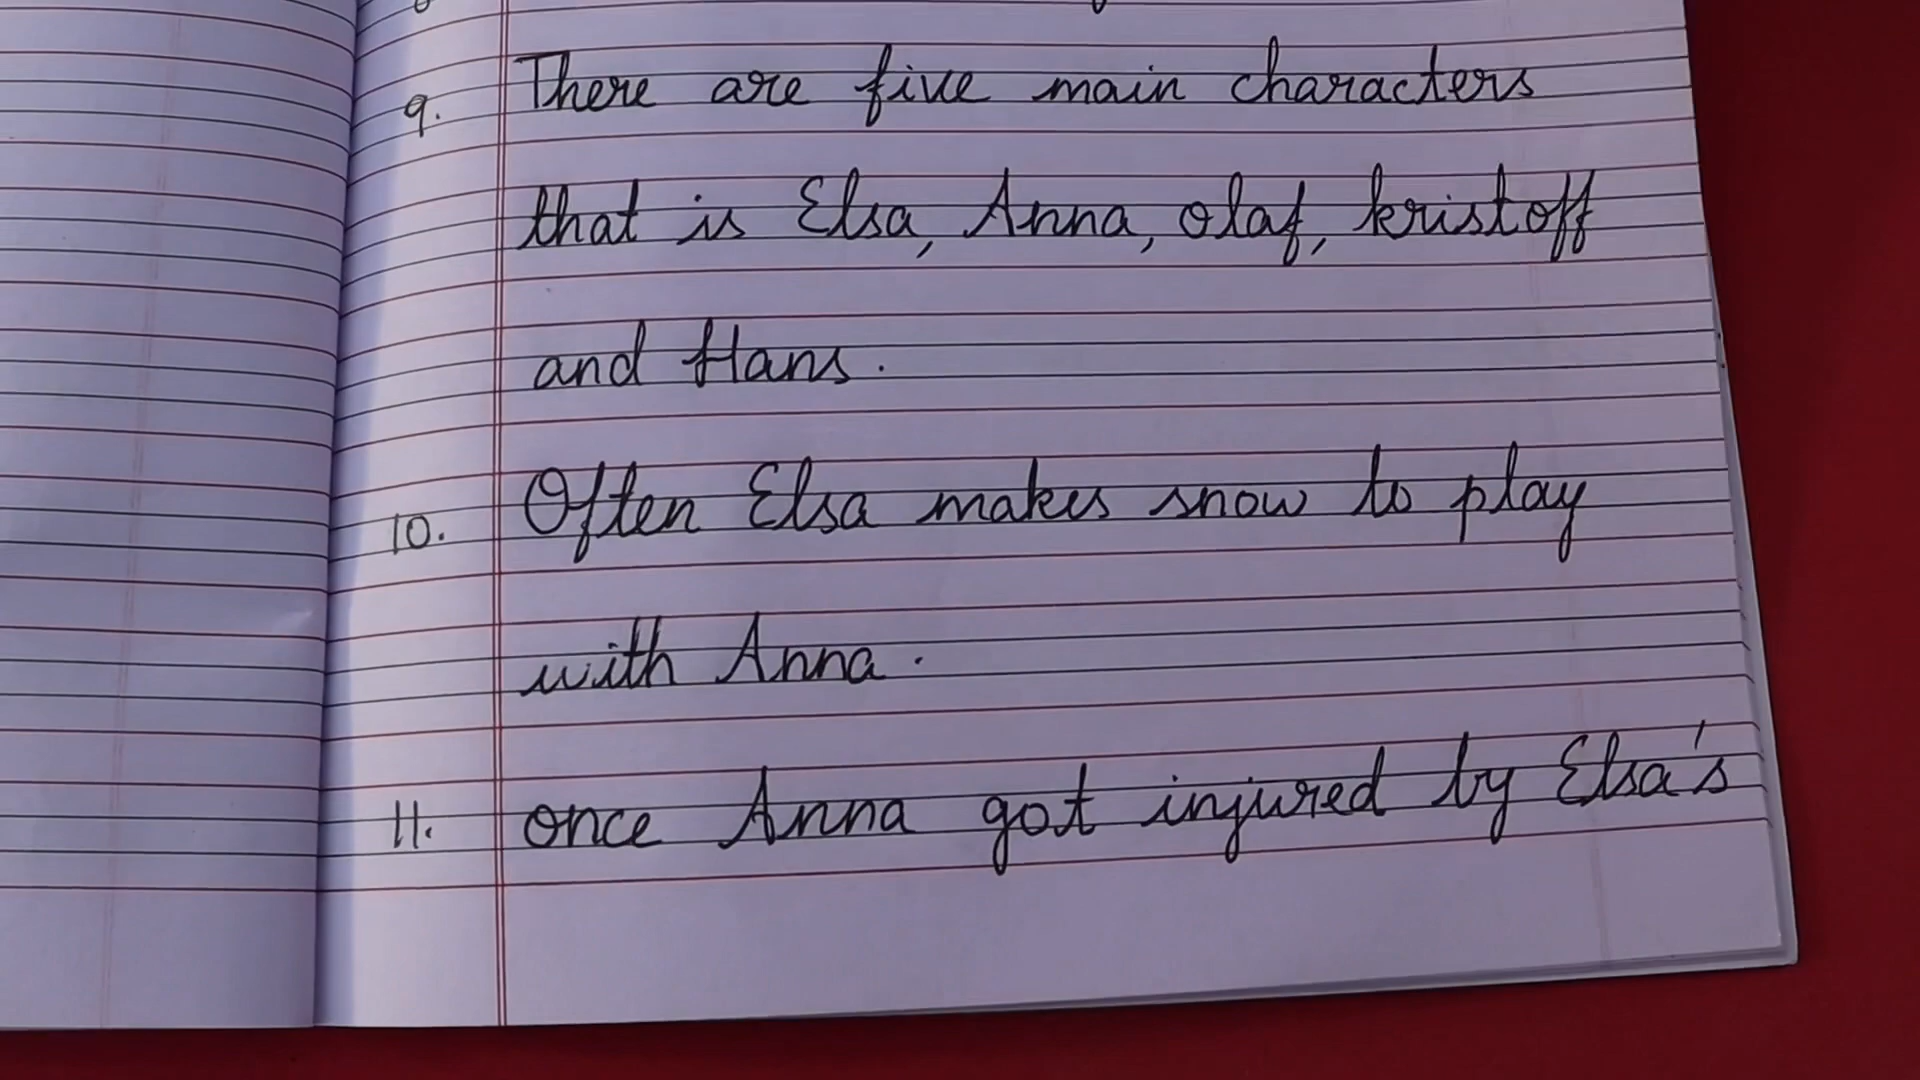 9. There are five main characters
that is Elsa, Anna, olaf, kristoff
and Hans.
10. Often Elsa makes snow to play
with Anna.
11. once Anna got injured by Elsa's